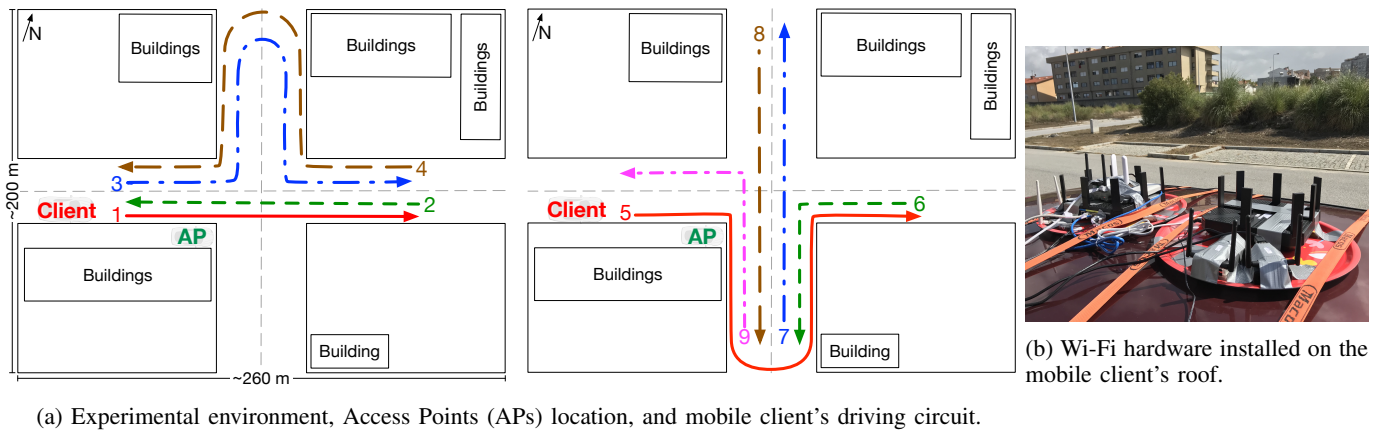 N
Buildings
Buildings
Buildings
4
3
2
Client 1
AP
Buildings
Building
~200 m
~260 m
N
8
Buildings
Buildings
Buildings
6
Client 5
AP
Buildings
9
7
Building
(b) Wi-Fi hardware installed on the
mobile client's roof.
(a) Experimental environment, Access Points (APs) location, and mobile client's driving circuit.